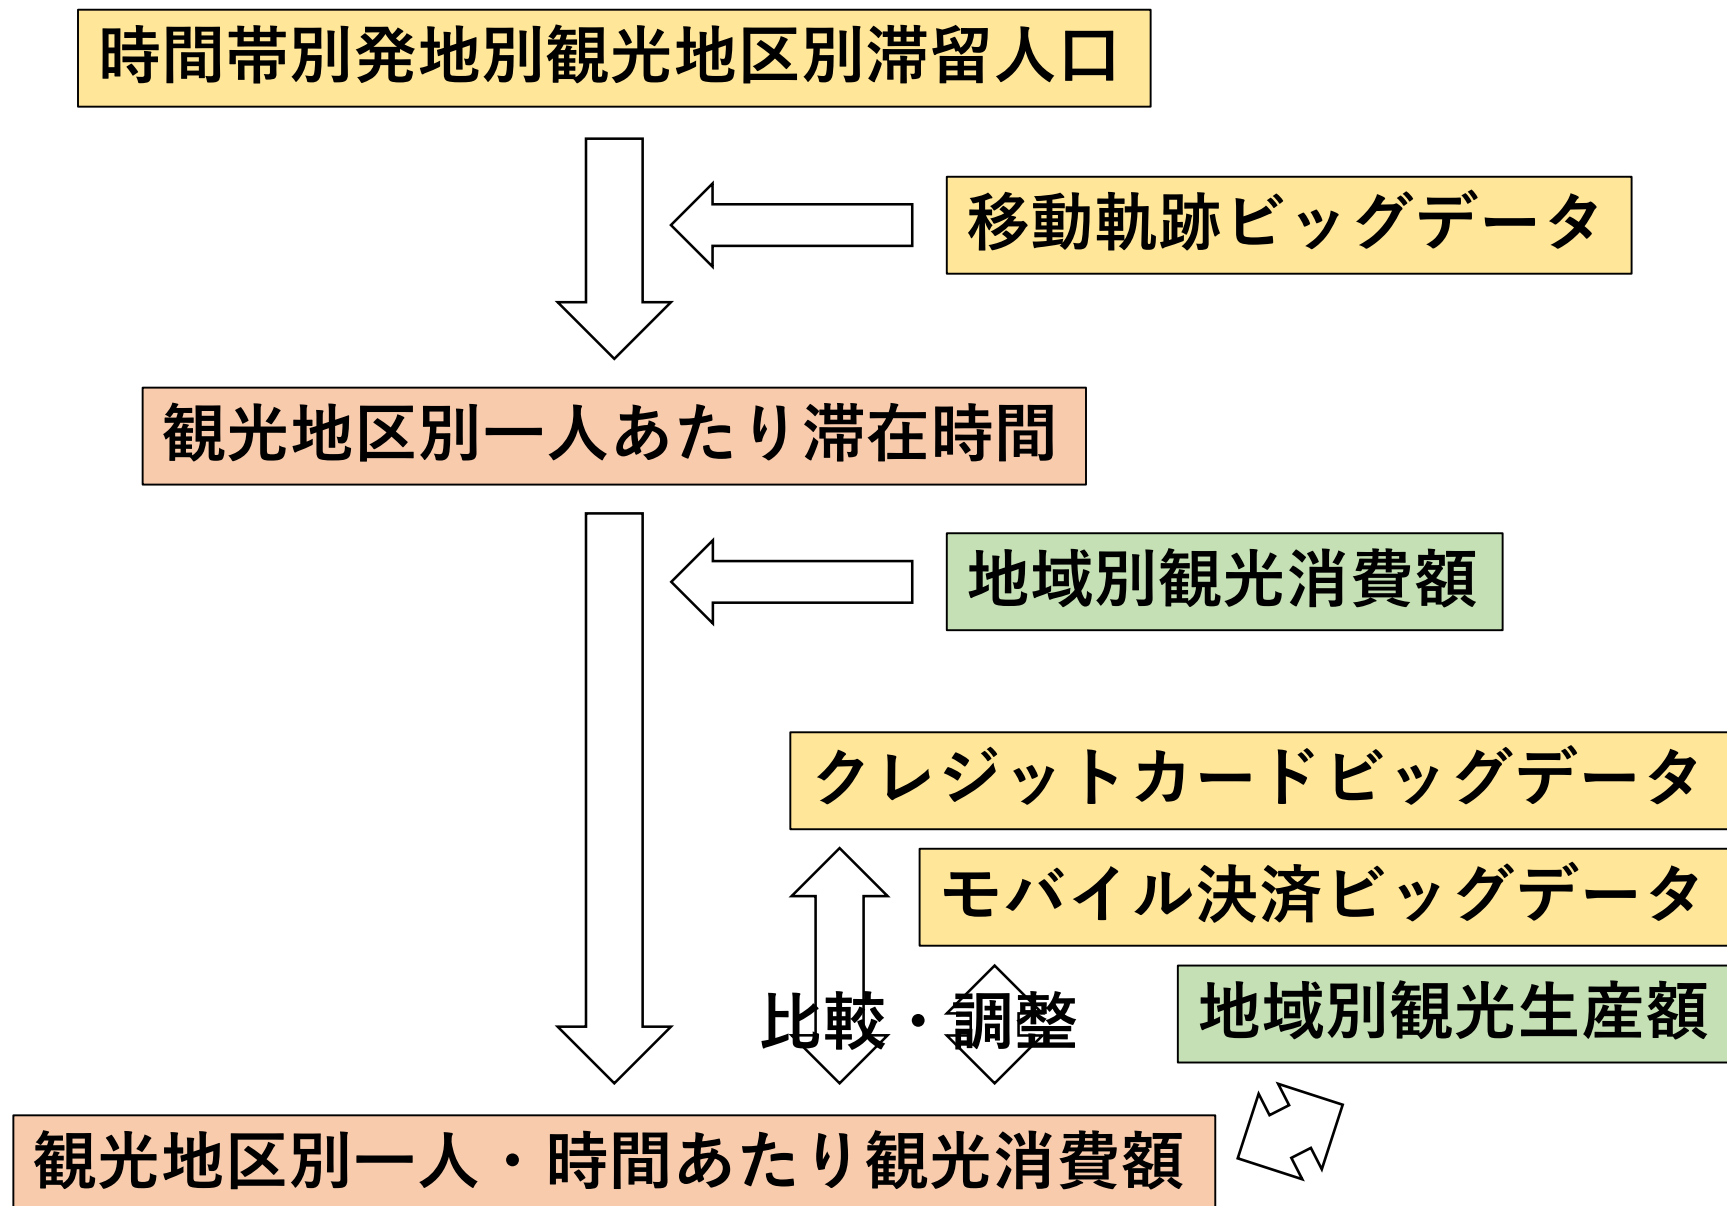 時間帯別発地別観光地区別滞留人口
移動軌跡ビッグデータ
観光地区別一人あたり滞在時間
地域別観光消費額
クレジットカードビッグデータ
モバイル決済ビッグデータ
地域別観光生産額
比較・調整
観光地区別一人・時間あたり観光消費額